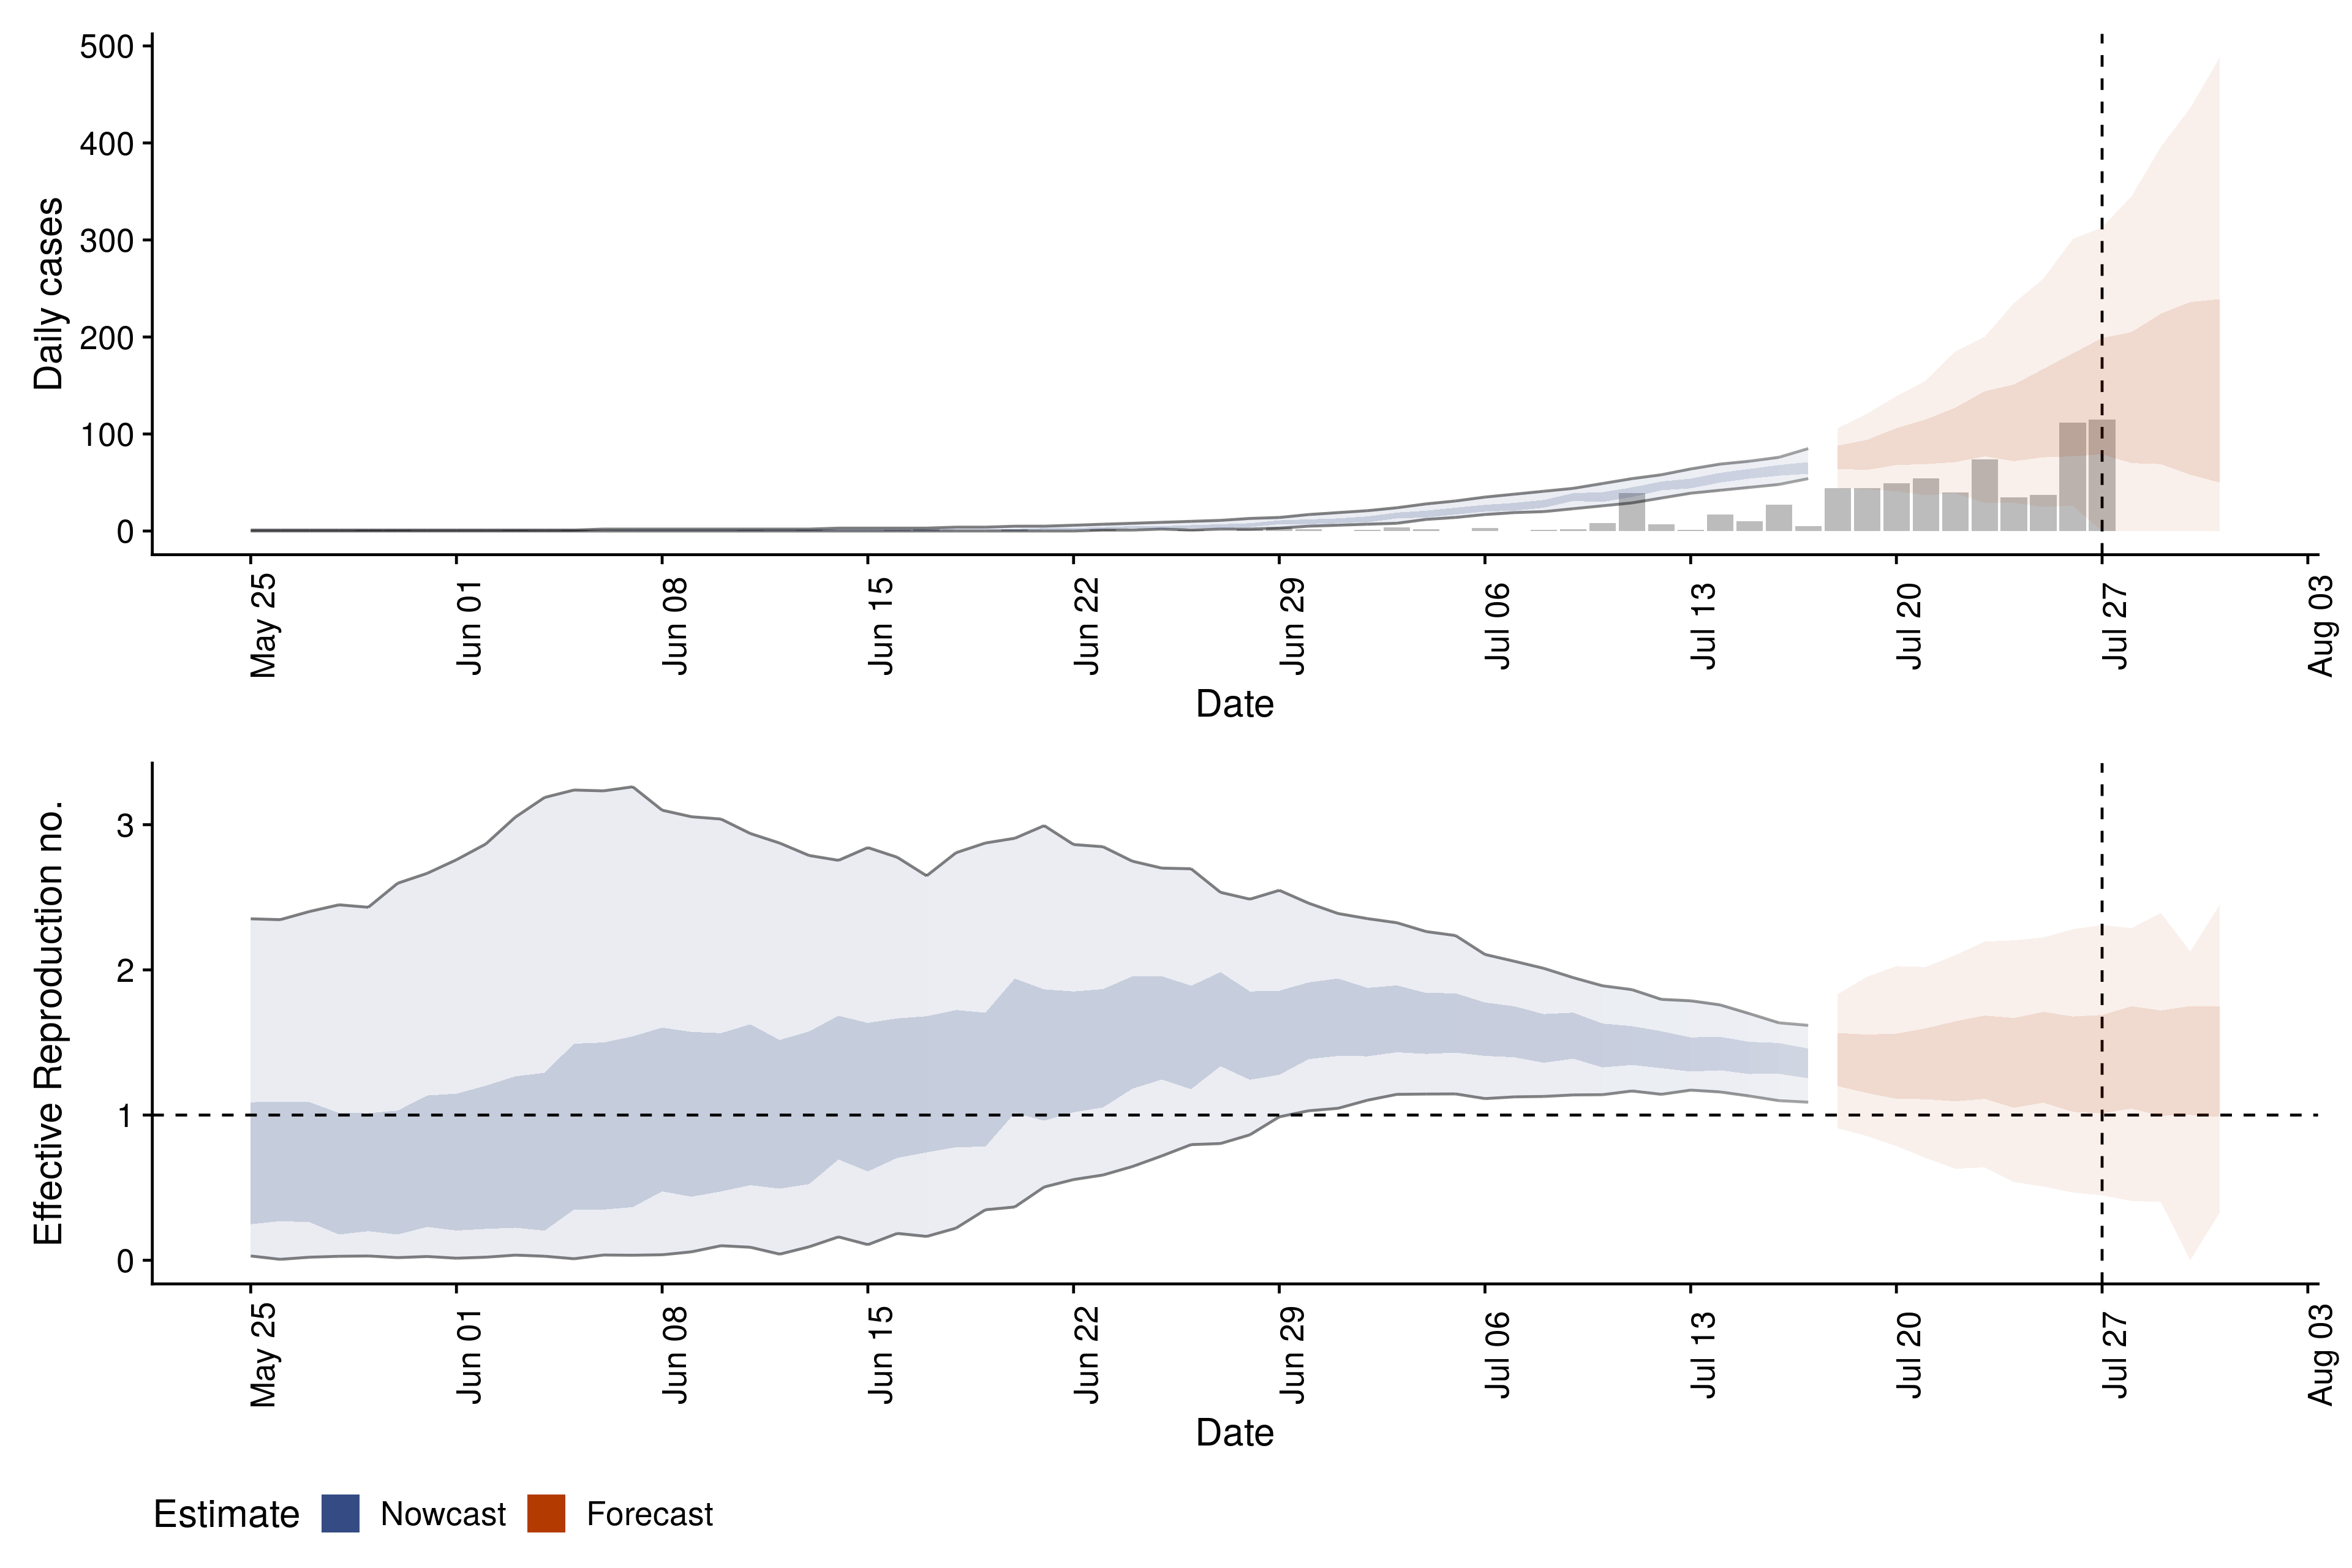 Daily cases
500
400
300
200
100
0
May 25
Jun 01
Jun 08
Jun 15
Jun 22
Jun 29
Jul 06
Jul 13
Jul 20
Jul 27
Aug 03
Date
Effective Reproduction no.
3
2
1
0
May 25
Jun 01
Jun 08
Jun 15
Jun 22
Jun 29
Jul 06
Jul 13
Jul 20
Jul 27
Aug 03
Date
Estimate Nowcast Forecast